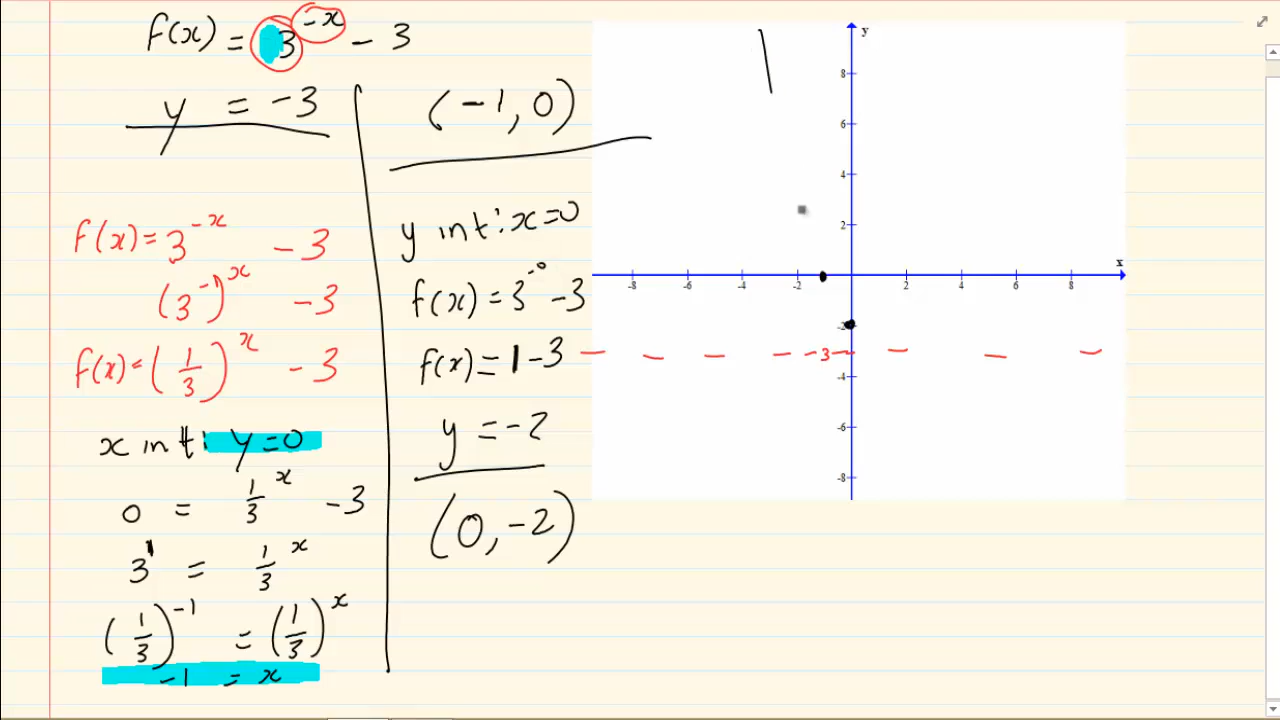 f(x) = 3^{-x} - 3
y = -3
f(x) = 3^{-x} - 3
(3^{-1})^x - 3
f(x) = (1/3)^x - 3
x int: y = 0
0 = 1/3^x - 3
3^1 = 1/3^x
(1/3)^{-1} = (1/3)^x
-1 = x
(-1, 0)
y int: x = 0
f(x) = 3^{-0} - 3
f(x) = 1 - 3
y = -2
(0, -2)
y
8
6
4
2
x
-8 -6 -4 -2 2 4 6 8
-2
-3
-4
-6
-8